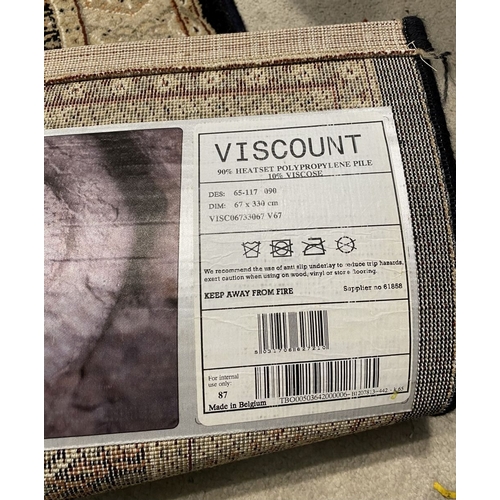 VISCOUNT
90% HEATSET POLYPROPYLENE PILE
10% VISCOSE
DES: 65-117 090
DIM: 67 x 330 cm
VISC06733067 V67
We recommend the use of anti slip underlay to reduce trip hazards,
exert caution when using on wood, vinyl or store flooring.
KEEP AWAY FROM FIRE Supplier no 61858
For internal
use only:
87
Made in Belgium